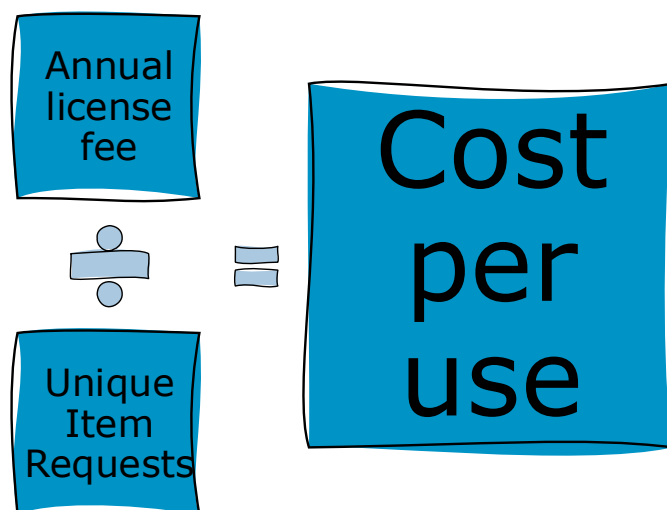 Annual
license
fee
÷
Unique
Item
Requests
=
Cost
per
use